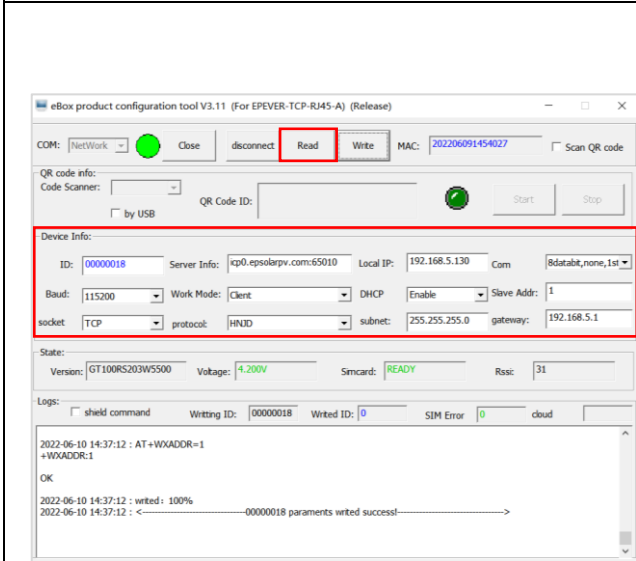 eBox product configuration tool V3.11 (For EPEVER-TCP-RJ45-A) (Release)
COM: NetWork Close disconnect Read Write MAC: 202206091454027 Scan QR code
QR code info:
Code Scanner: QR Code ID: Start Stop
by USB
Device Info:
ID: 00000018 Server Info: icp0.epsolarpv.com:65010 Local IP: 192.168.5.130 Com 8databit,none,1st
Baud: 115200 Work Mode: Client DHCP Enable Slave Addr: 1
socket TCP protocol: HNJD subnet: 255.255.255.0 gateway: 192.168.5.1
State:
Version: GT100RS203W5500 Voltage: 4.200V Simcard: READY Rssi: 31
Logs:
shield command Writting ID: 00000018 Writed ID: 0 SIM Error 0 cloud
2022-06-10 14:37:12 : AT+WXADDR=1
+WXADDR:1
OK
2022-06-10 14:37:12 : writed: 100%
2022-06-10 14:37:12 : <-----------------------------------00000018 paraments writed success!----------------------------------->